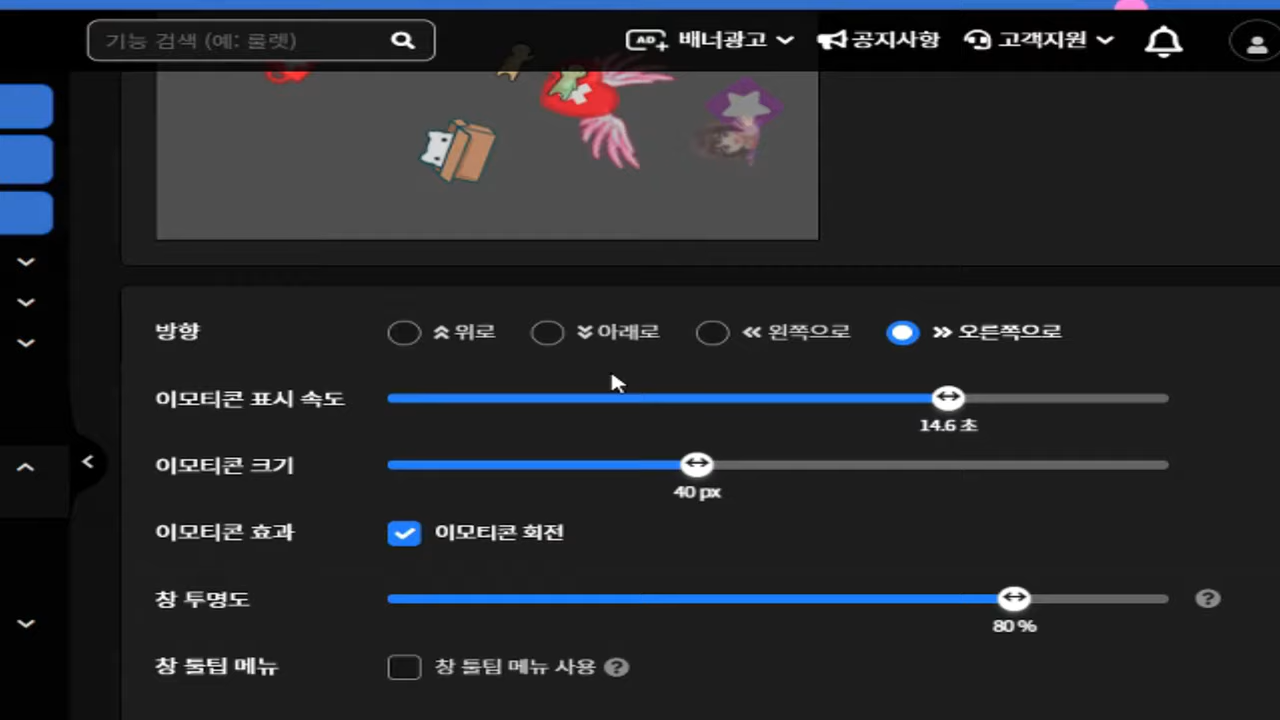 기능 검색 (예: 룰렛)
AD 배너광고 공지사항 고객지원
방향 위로 아래로 왼쪽으로 오른쪽으로
이모티콘 표시 속도
14.6 초
이모티콘 크기
40 px
이모티콘 효과 이모티콘 회전
창 투명도
80 %
창 툴팁 메뉴 창 툴팁 메뉴 사용